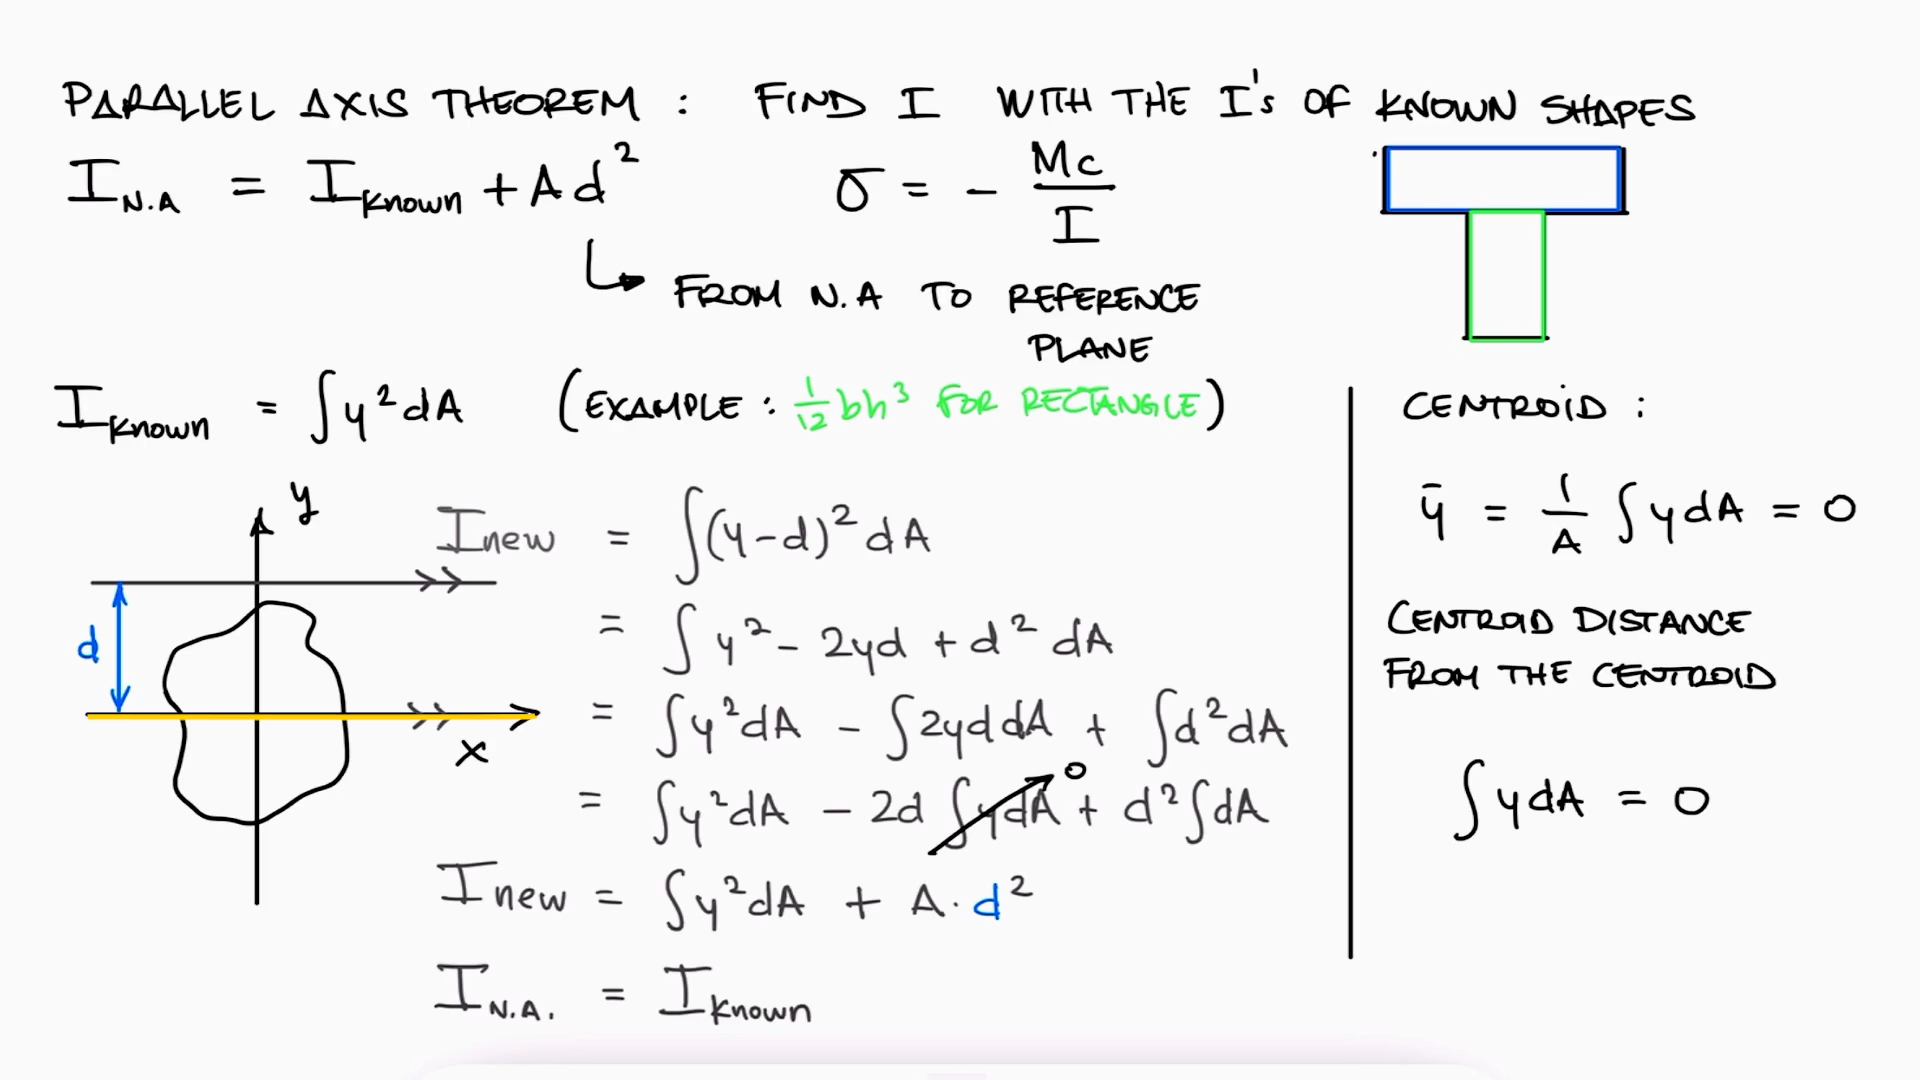 PARALLEL AXIS THEOREM : FIND I WITH THE I's OF KNOWN SHAPES
I_N.A = I_Known + Ad²
σ = - Mc/I
FROM N.A TO REFERENCE
PLANE
I_Known = ∫y²dA (EXAMPLE : 1/12 bh³ FOR RECTANGLE)
y
d
x
I_new = ∫(y-d)²dA
= ∫y² - 2yd + d² dA
= ∫y²dA - ∫2yddA + ∫d²dA
= ∫y²dA - 2d∫ydA + d²∫dA
0
I_new = ∫y²dA + A·d²
I_N.A. = I_Known
CENTROID :
ȳ = 1/A ∫ydA = 0
CENTROID DISTANCE
FROM THE CENTROID
∫ydA = 0